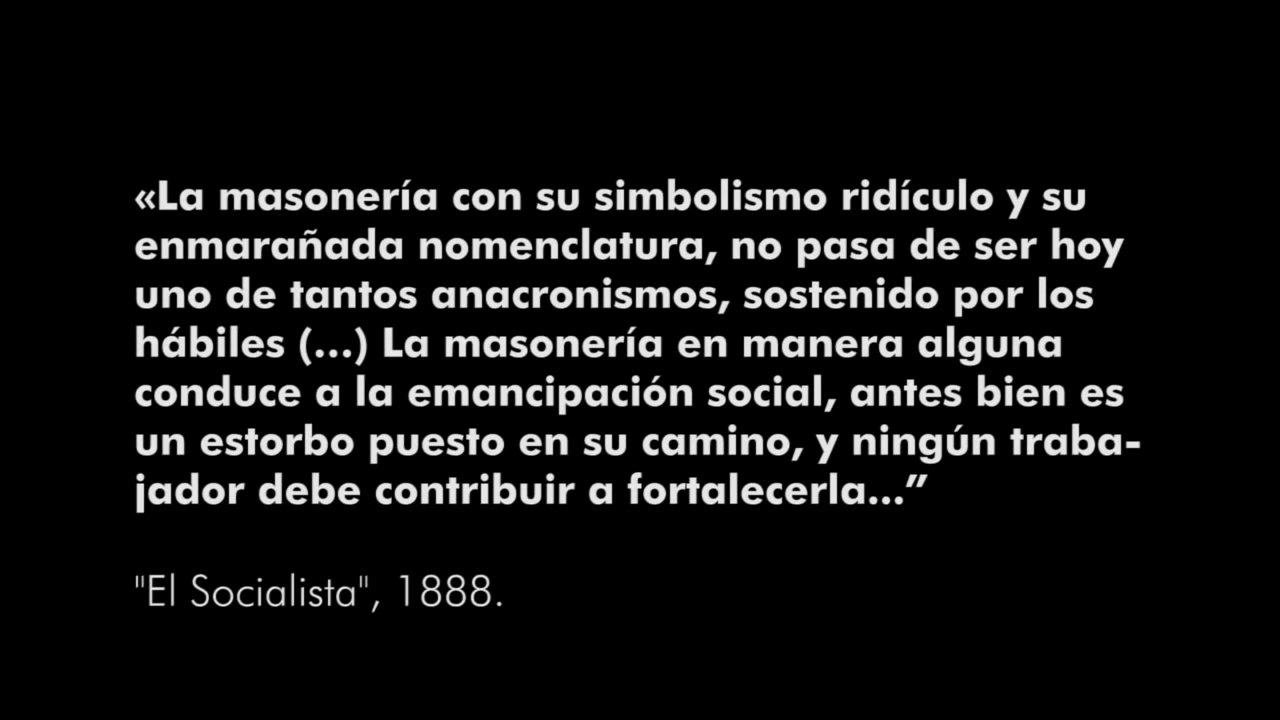 «La masonería con su simbolismo ridículo y su
enmarañada nomenclatura, no pasa de ser hoy
uno de tantos anacronismos, sostenido por los
hábiles (...) La masonería en manera alguna
conduce a la emancipación social, antes bien es
un estorbo puesto en su camino, y ningún traba-
jador debe contribuir a fortalecerla...”
"El Socialista", 1888.